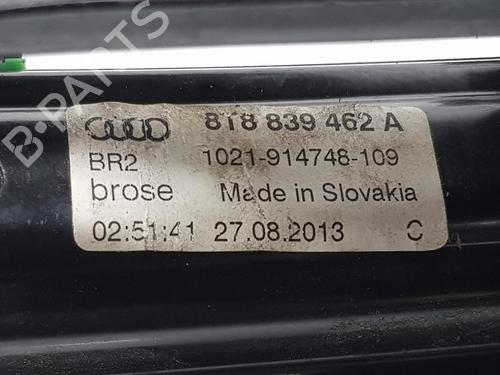 B-PARTS
8T8 839 462 A
BR2 1021-914748-109
brose Made in Slovakia
02:51:41 27.08.2013 C